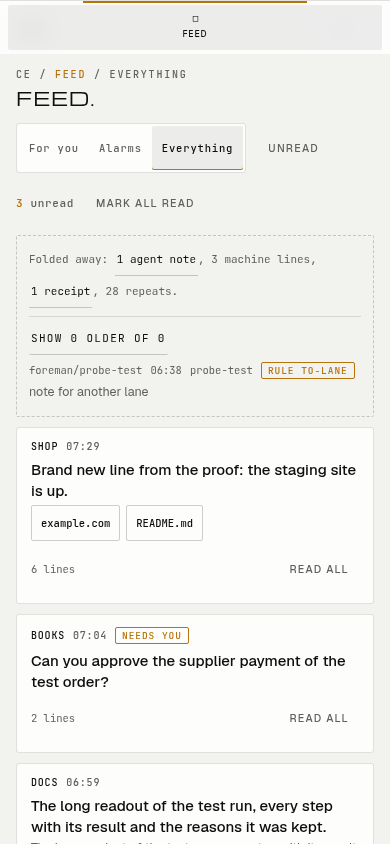 FEED
CE / FEED / EVERYTHING
FEED.
For you Alarms Everything UNREAD
3 unread MARK ALL READ
Folded away: 1 agent note, 3 machine lines,
1 receipt, 28 repeats.
SHOW 0 OLDER OF 0
foreman/probe-test 06:38 probe-test RULE TO-LANE
note for another lane
SHOP 07:29
Brand new line from the proof: the staging site
is up.
example.com README.md
6 lines READ ALL
BOOKS 07:04 NEEDS YOU
Can you approve the supplier payment of the
test order?
2 lines READ ALL
DOCS 06:59
The long readout of the test run, every step
with its result and the reasons it was kept.